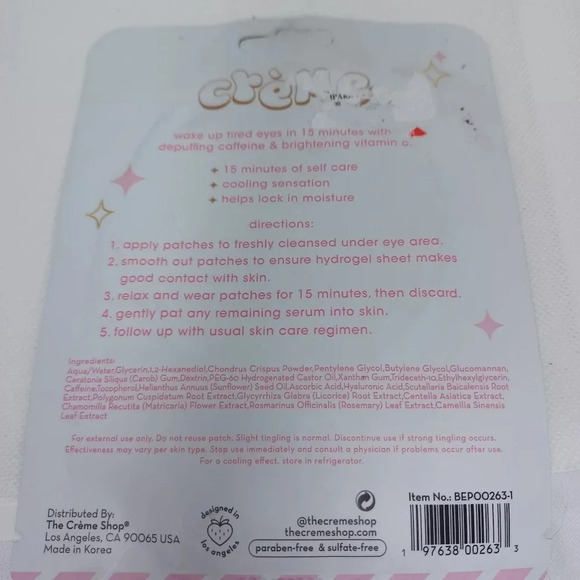 crème
wake up tired eyes in 15 minutes with
depuffing caffeine & brightening vitamin c.
15 minutes of self care
cooling sensation
helps lock in moisture
directions:
1. apply patches to freshly cleansed under eye area.
2. smooth out patches to ensure hydrogel sheet makes
good contact with skin.
3. relax and wear patches for 15 minutes, then discard.
4. gently pat any remaining serum into skin.
5. follow up with usual skin care regimen.
Ingredients:
Aqua/Water,Glycerin,1,2-Hexanediol,Chondrus Crispus Powder,Pentylene Glycol,Butylene Glycol,Glucomannan,
Ceratonia Siliqua (Carob) Gum,Dextrin,PEG-60 Hydrogenated Castor Oil,Xanthan Gum,Trideceth-10,Ethylhexylglycerin,
Caffeine,Tocopherol,Helianthus Annuus (Sunflower) Seed Oil,Ascorbic Acid,Hyaluronic Acid,Scutellaria Baicalensis Root
Extract,Polygonum Cuspidatum Root Extract,Glycyrrhiza Glabra (Licorice) Root Extract,Centella Asiatica Extract,
Chamomilla Recutita (Matricaria) Flower Extract,Rosmarinus Officinalis (Rosemary) Leaf Extract,Camellia Sinensis
Leaf Extract
For external use only. Do not reuse patch. Slight tingling is normal. Discontinue use if strong tingling occurs.
Effectiveness may vary per skin type. Stop use immediately and consult a physician if problems occur after use.
For a cooling effect, store in refrigerator.
Distributed By:
The Crème Shop®
Los Angeles, CA 90065 USA
Made in Korea
designed in
los angeles
@thecremeshop
thecremeshop.com
paraben-free & sulfate-free
Item No.: BEP00263-1
1 97638 00263 3